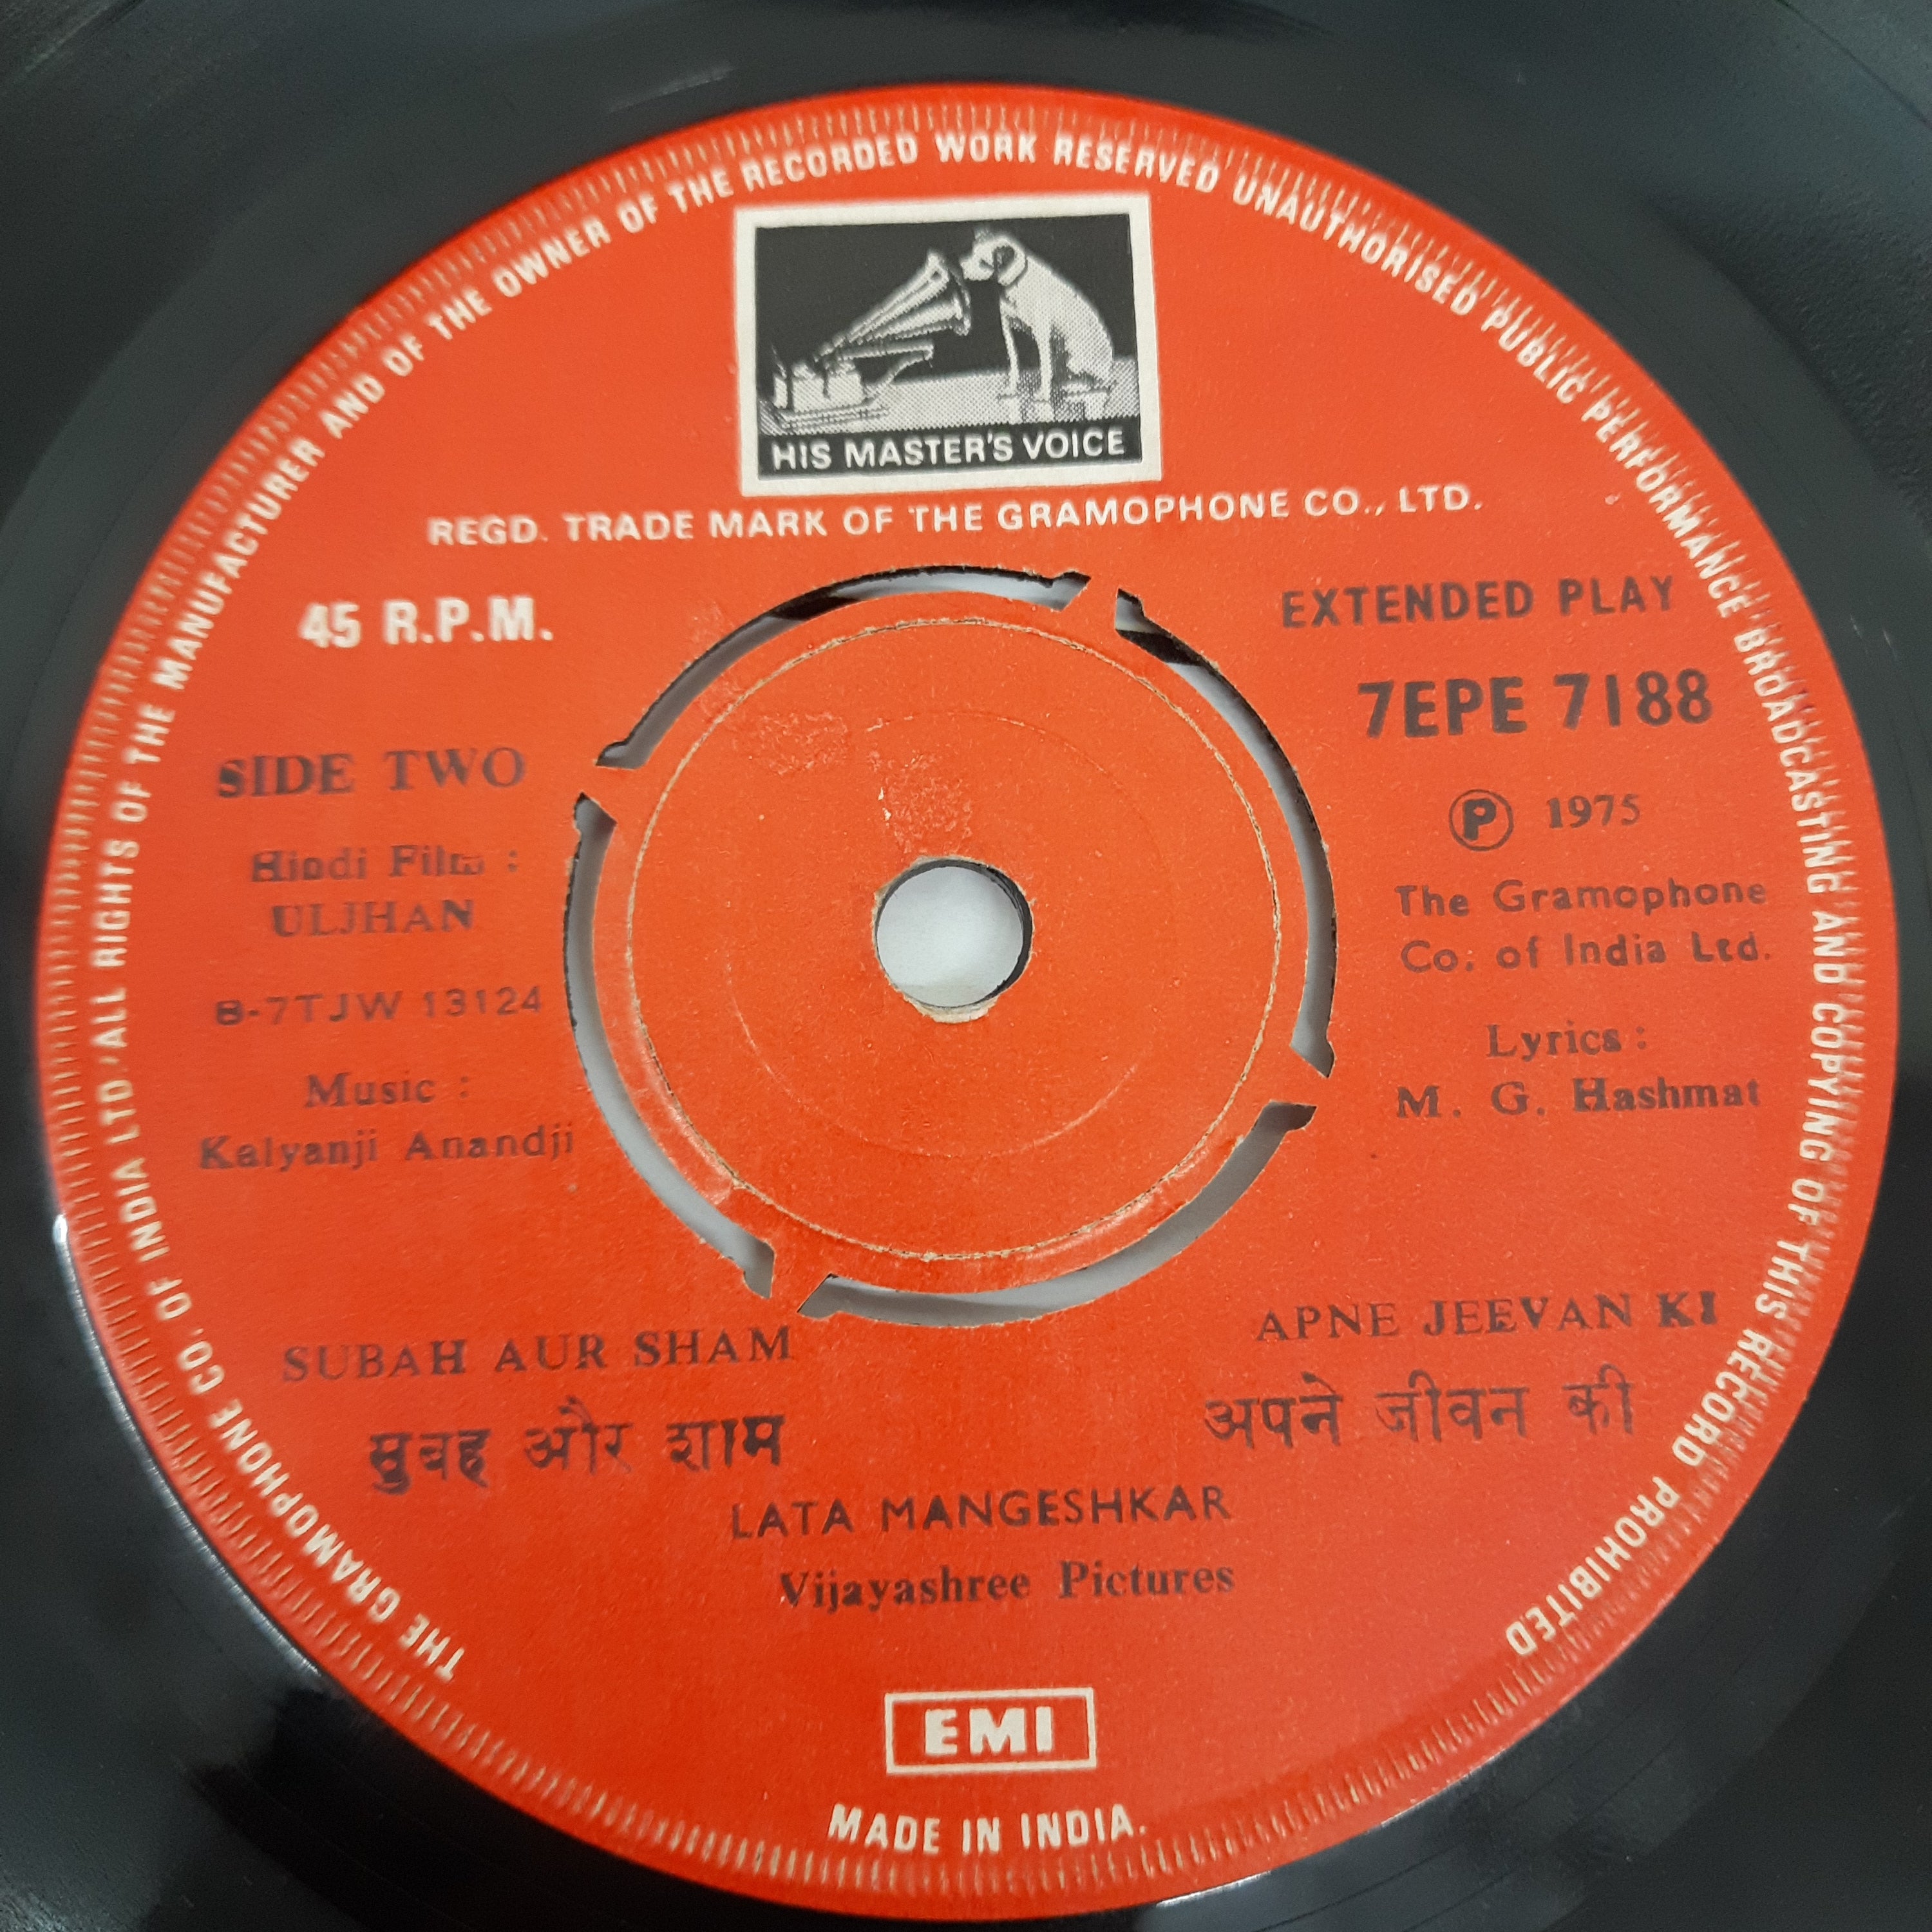 THE GRAMOPHONE CO. OF INDIA LTD. ALL RIGHTS OF THE MANUFACTURER AND OF THE OWNER OF THE RECORDED WORK RESERVED UNAUTHORISED PUBLIC PERFORMANCE BROADCASTING AND COPYING OF THIS RECORD PROHIBITED
HIS MASTER'S VOICE
REGD. TRADE MARK OF THE GRAMOPHONE CO., LTD.
45 R.P.M.
EXTENDED PLAY
7EPE 7188
SIDE TWO
Hindi Film :
ULJHAN
8-7TJW 13124
Music :
Kalyanji Anandji
Ⓟ 1975
The Gramophone
Co. of India Ltd.
Lyrics :
M. G. Hashmat
SUBAH AUR SHAM
सुबह और शाम
APNE JEEVAN KI
अपने जीवन की
LATA MANGESHKAR
Vijayashree Pictures
EMI
MADE IN INDIA.